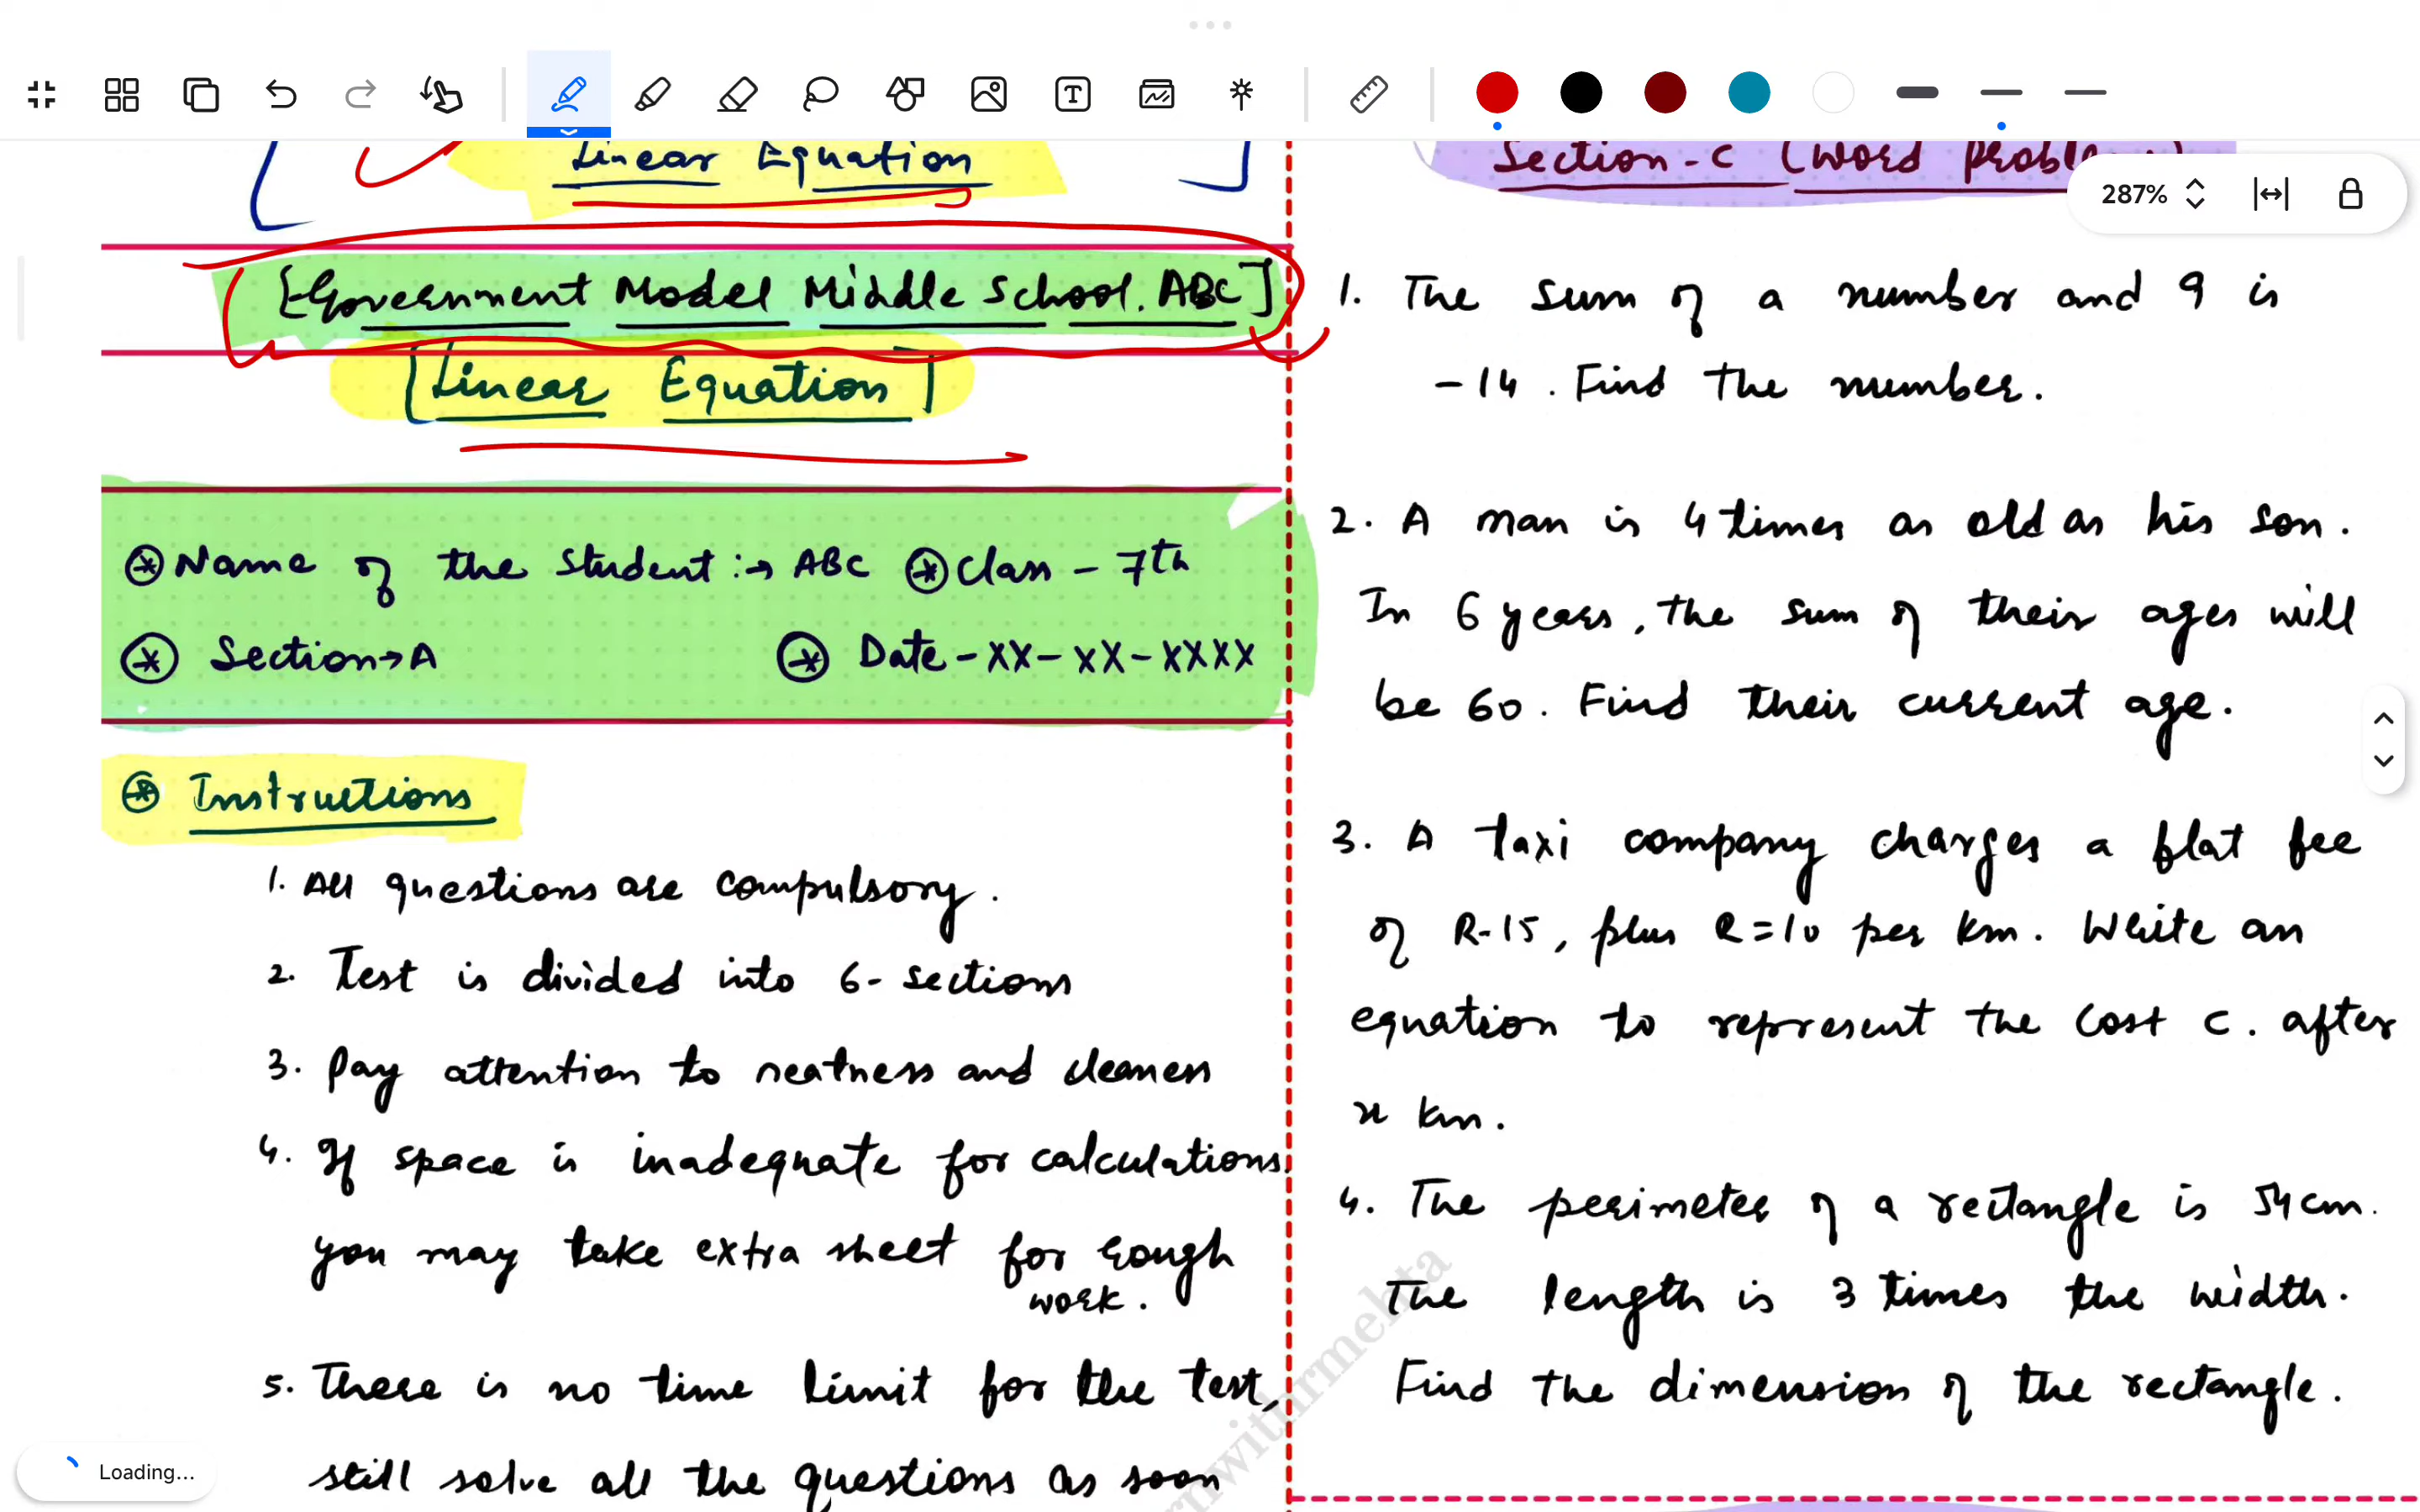 287%
Linear Equation
[Government Model Middle School. ABC]
[Linear Equation]
Name of the Student :→ ABC Class - 7th
Section → A Date - XX - XX - XXXX
Instructions
1. All questions are compulsory.
2. Test is divided into 6 - sections
3. Pay attention to neatness and cleaness
4. If space is inadequate for calculations.
you may take extra sheet for rough
work.
5. There is no time limit for the test,
still solve all the questions as soon
Loading...
Section - C (Word Problems)
1. The sum of a number and 9 is
-14. Find the number.
2. A man is 4 times as old as his son.
In 6 years, the sum of their ages will
be 60. Find their current age.
3. A taxi company charges a flat fee
of R-15, plus R=10 per km. Write an
equation to represent the cost C. after
x km.
4. The perimeter of a rectangle is 54 cm.
The length is 3 times the width.
Find the dimension of the rectangle.